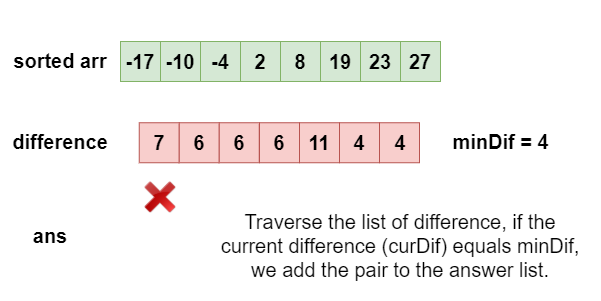 sorted arr -17 -10 -4 2 8 19 23 27
difference 7 6 6 6 11 4 4 minDif = 4
ans
Traverse the list of difference, if the
current difference (curDif) equals minDif,
we add the pair to the answer list.